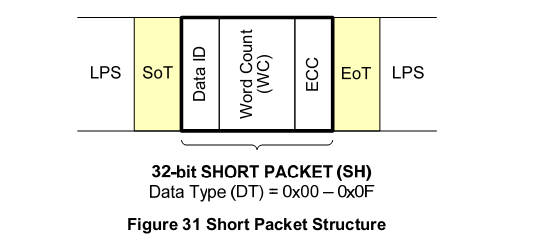 LPS
SoT
Data ID
Word Count
(WC)
ECC
EoT
LPS
32-bit SHORT PACKET (SH)
Data Type (DT) = 0x00 – 0x0F
Figure 31 Short Packet Structure